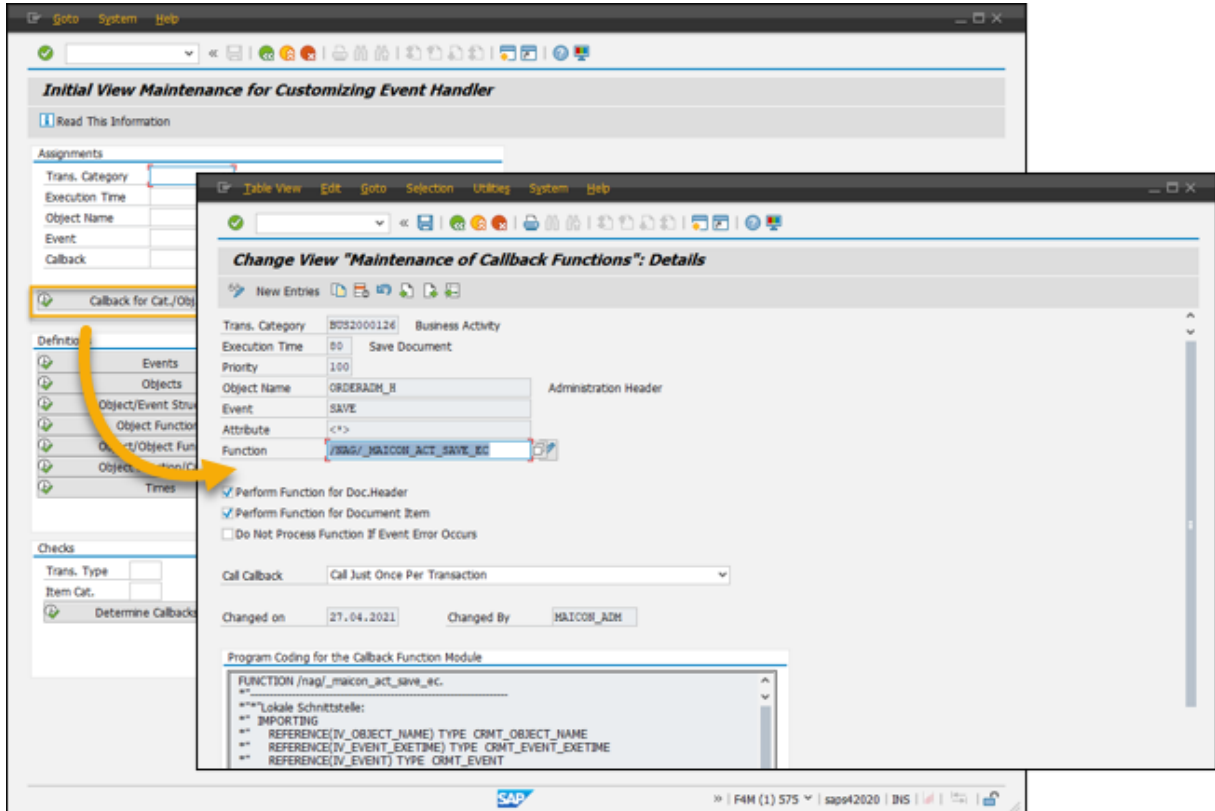 Goto System Help
Initial View Maintenance for Customizing Event Handler
Read This Information
Assignments
Trans. Category
Execution Time
Object Name
Event
Callback
Callback for Cat./Obj.
Definitions
Events
Objects
Object/Event Struc
Object Function
Object/Object Fun
Times
Checks
Trans. Type
Item Cat.
Determine Callbacks
SAP
F4M (1) 575
saps42020
INS
Table View Edit Goto Selection Utilities System Help
Change View "Maintenance of Callback Functions": Details
New Entries
Trans. Category BUS2000126 Business Activity
Execution Time 80 Save Document
Priority 100
Object Name ORDERADM_H Administration Header
Event SAVE
Attribute <*>
Function /NAG/_MAICON_ACT_SAVE_EC
Perform Function for Doc.Header
Perform Function for Document Item
Do Not Process Function If Event Error Occurs
Call Callback Call Just Once Per Transaction
Changed on 27.04.2021 Changed By MAICON_ADM
Program Coding for the Callback Function Module
FUNCTION /nag/_maicon_act_save_ec.
*"----------------------------------------------------------------------
*"*"Lokale Schnittstelle:
*" IMPORTING
*" REFERENCE(IV_OBJECT_NAME) TYPE CRMT_OBJECT_NAME
*" REFERENCE(IV_EVENT_EXETIME) TYPE CRMT_EVENT_EXETIME
*" REFERENCE(IV_EVENT) TYPE CRMT_EVENT